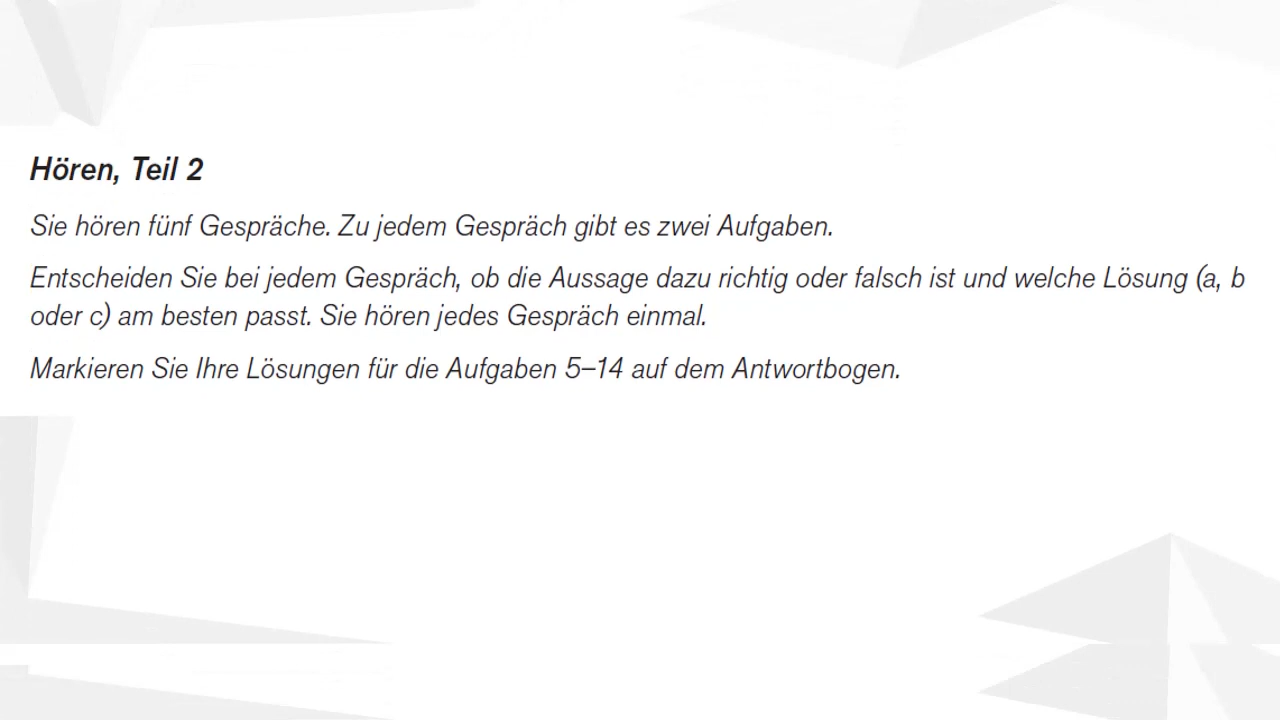 Hören, Teil 2
Sie hören fünf Gespräche. Zu jedem Gespräch gibt es zwei Aufgaben.
Entscheiden Sie bei jedem Gespräch, ob die Aussage dazu richtig oder falsch ist und welche Lösung (a, b
oder c) am besten passt. Sie hören jedes Gespräch einmal.
Markieren Sie Ihre Lösungen für die Aufgaben 5–14 auf dem Antwortbogen.